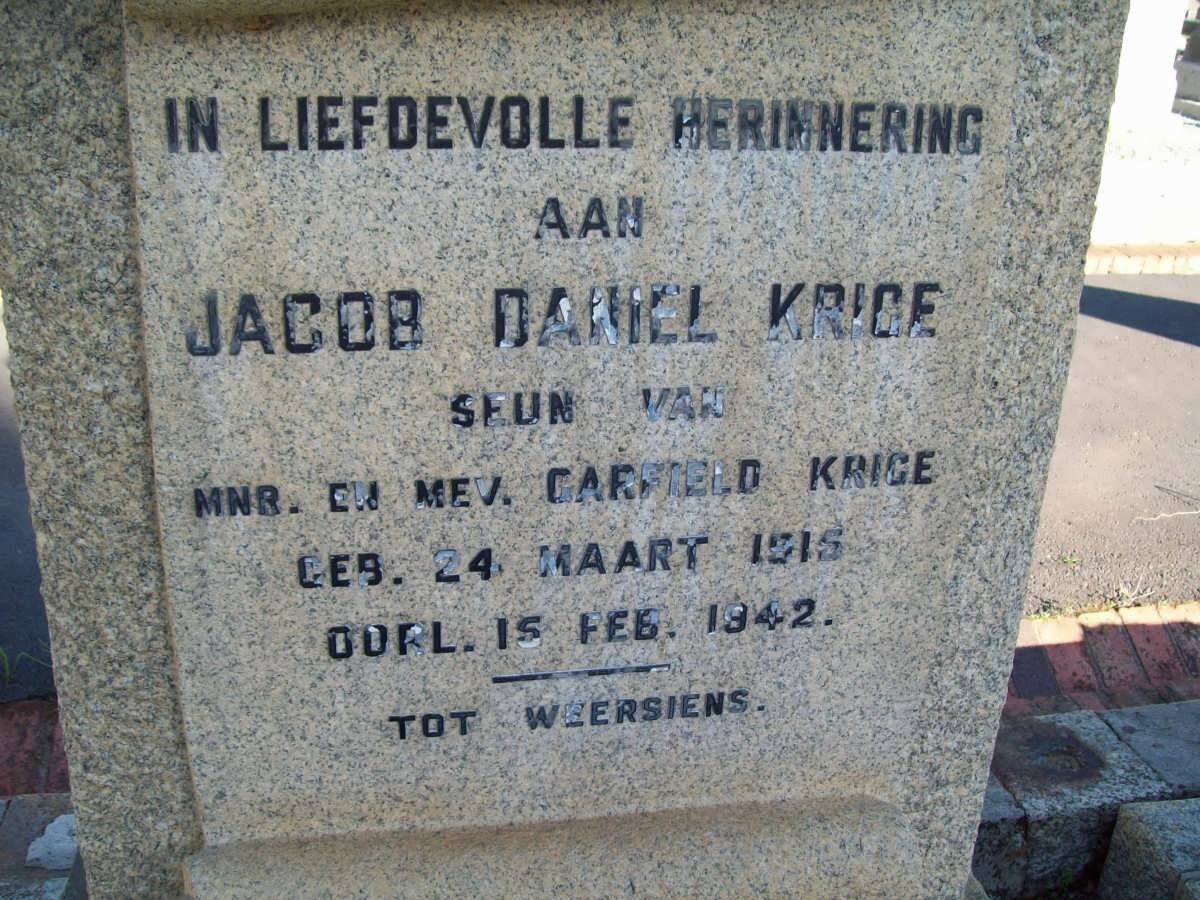 IN LIEFDEVOLLE HERINNERING
AAN
JACOB DANIEL KRIGE
SEUN VAN
MNR. EN MEV. GARFIELD KRIGE
GEB. 24 MAART 1915
OORL. 15 FEB. 1942.
TOT WEERSIENS.